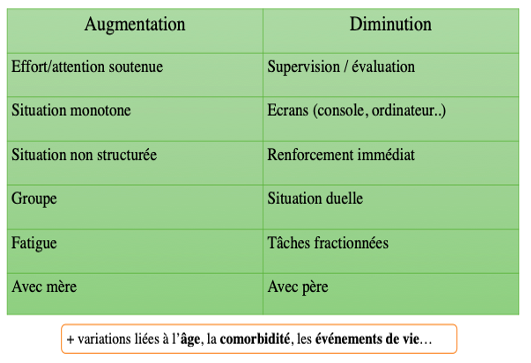 Augmentation Diminution
Effort/attention soutenue Supervision / évaluation
Situation monotone Ecrans (console, ordinateur..)
Situation non structurée Renforcement immédiat
Groupe Situation duelle
Fatigue Tâches fractionnées
Avec mère Avec père
+ variations liées à l’âge, la comorbidité, les événements de vie…